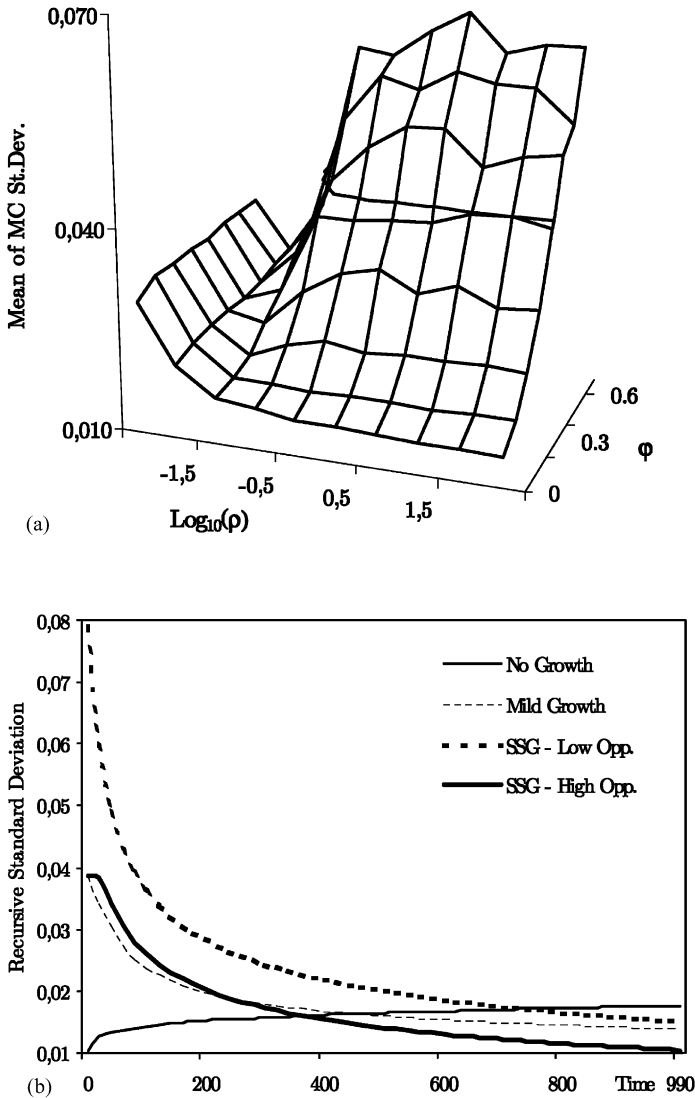 0,070
0,040
0,010
Mean of MC St.Dev.
-1,5
-0,5
0,5
1,5
Log10(ρ)
0
0.3
0.6
φ
(a)
0,08
0,07
0,06
0,05
0,04
0,03
0,02
0,01
Recursive Standard Deviation
No Growth
Mild Growth
SSG - Low Opp.
SSG - High Opp.
0 200 400 600 800 Time 990
(b)